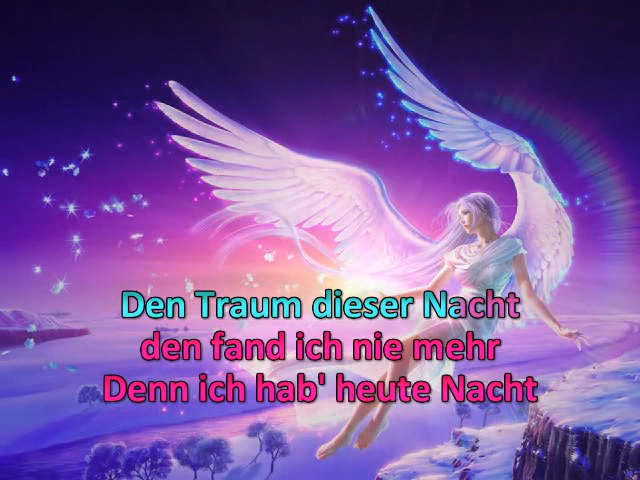 Den Traum dieser Nacht
den fand ich nie mehr
Denn ich hab' heute Nacht